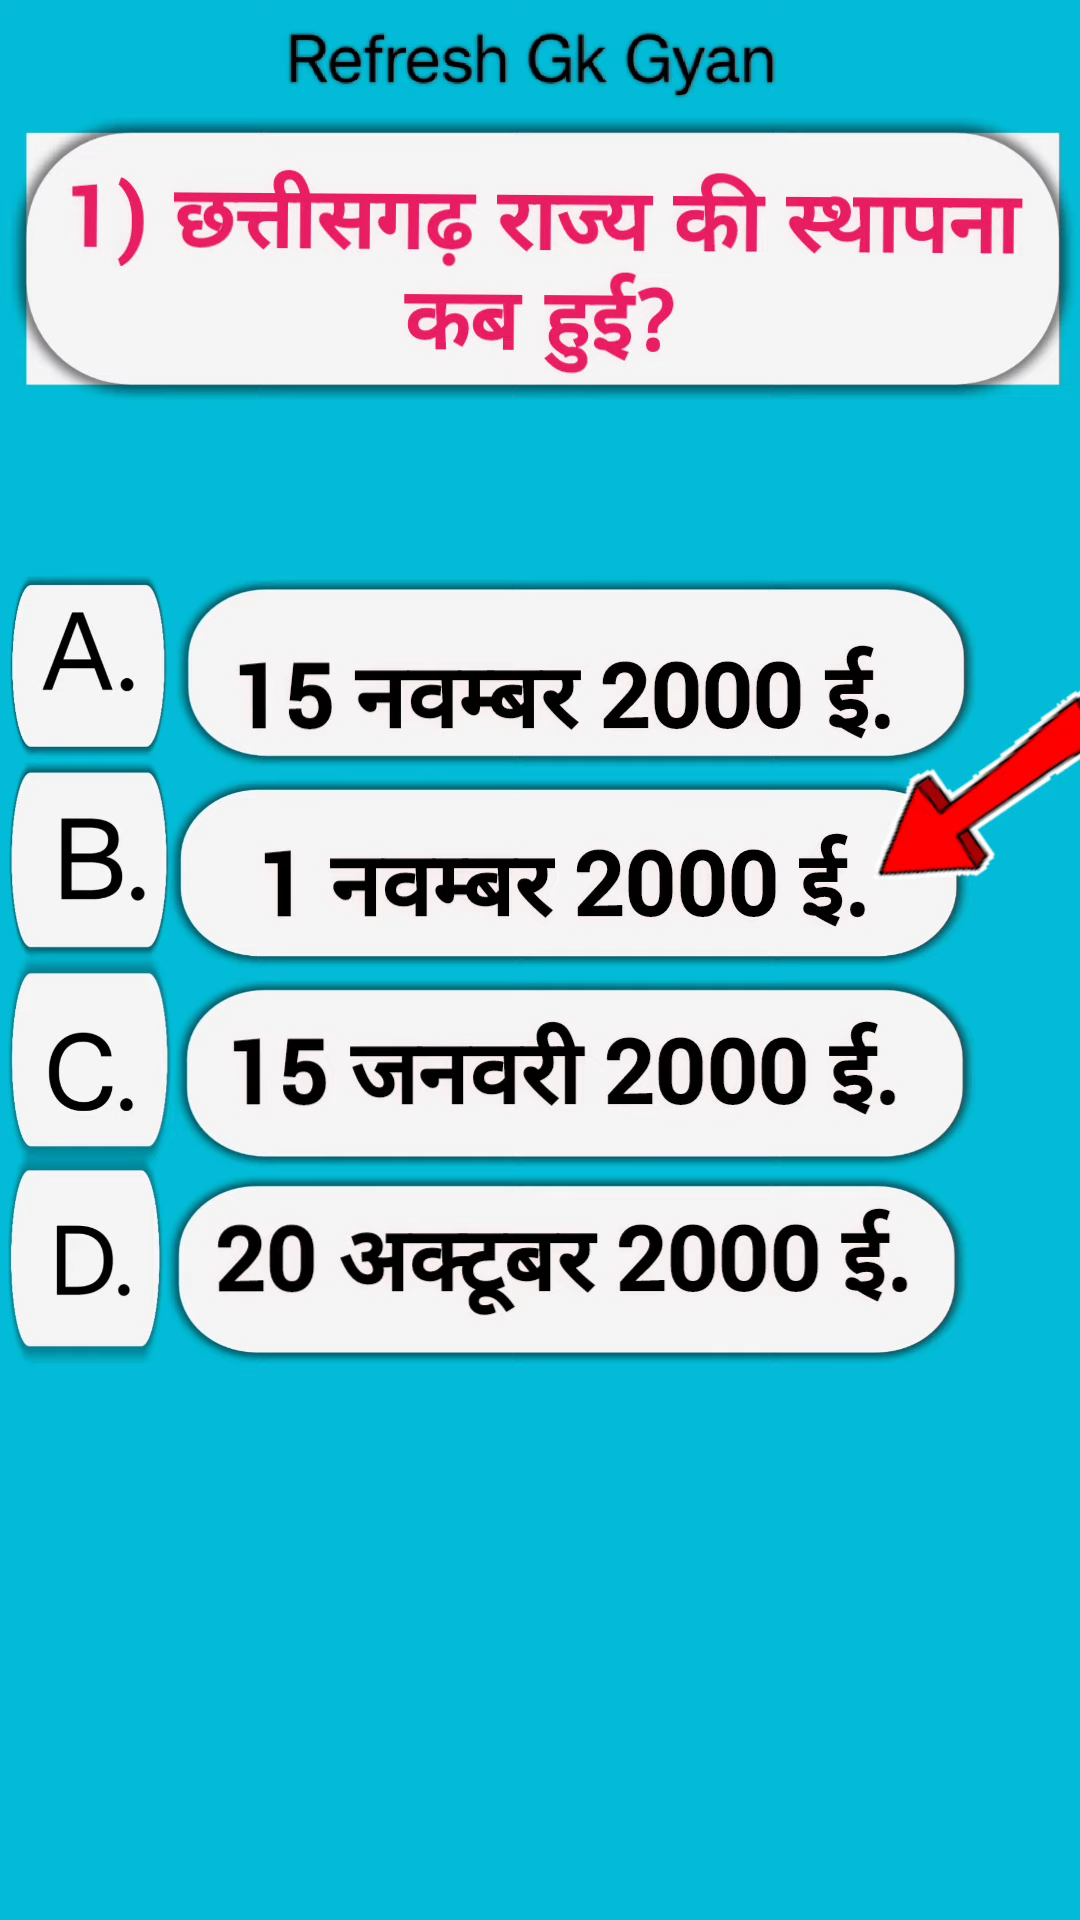 Refresh Gk Gyan
1) छत्तीसगढ़ राज्य की स्थापना
कब हुई?
A. 15 नवम्बर 2000 ई.
B. 1 नवम्बर 2000 ई.
C. 15 जनवरी 2000 ई.
D. 20 अक्टूबर 2000 ई.